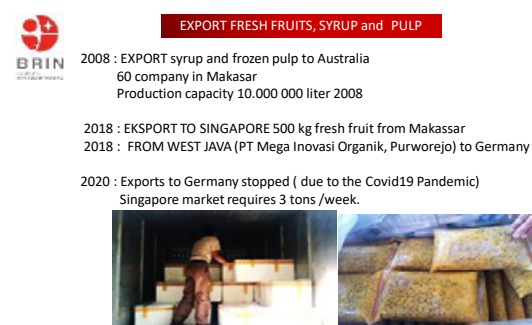 EXPORT FRESH FRUITS, SYRUP and PULP
BRIN
2008 : EXPORT syrup and frozen pulp to Australia
60 company in Makasar
Production capacity 10.000 000 liter 2008
2018 : EKSPORT TO SINGAPORE 500 kg fresh fruit from Makassar
2018 : FROM WEST JAVA (PT Mega Inovasi Organik, Purworejo) to Germany
2020 : Exports to Germany stopped ( due to the Covid19 Pandemic)
Singapore market requires 3 tons /week.